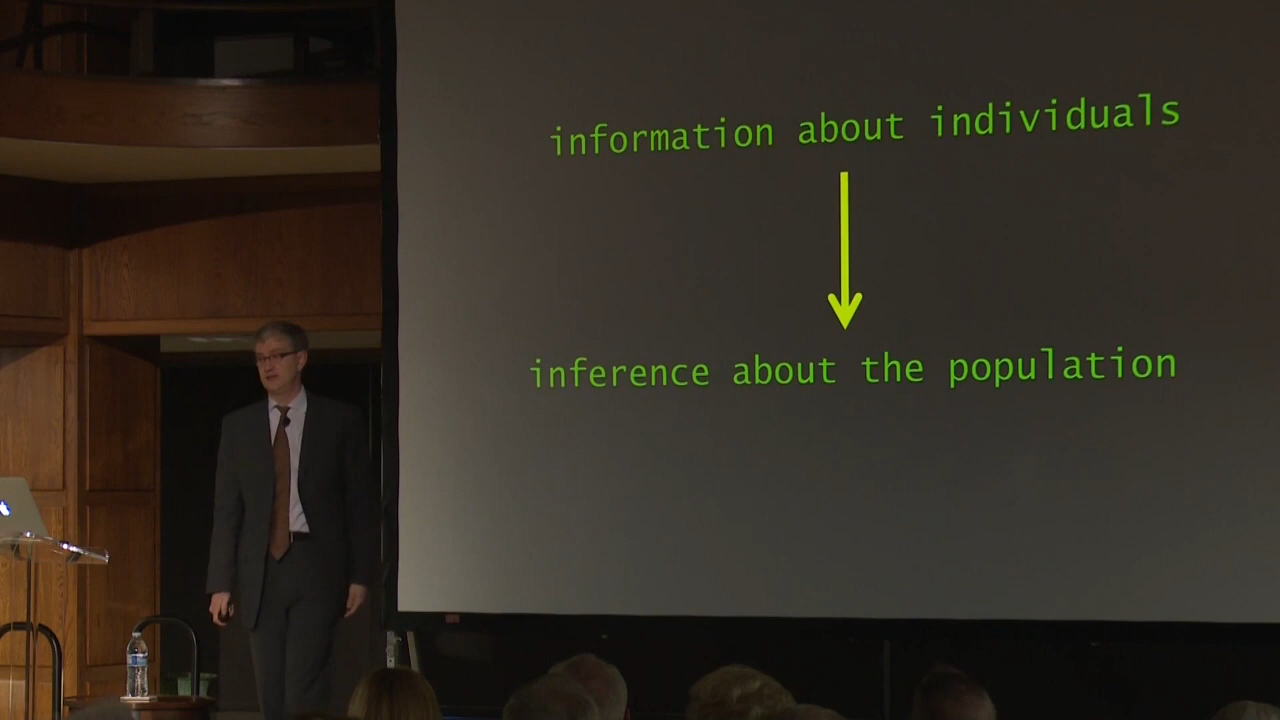 information about individuals
inference about the population